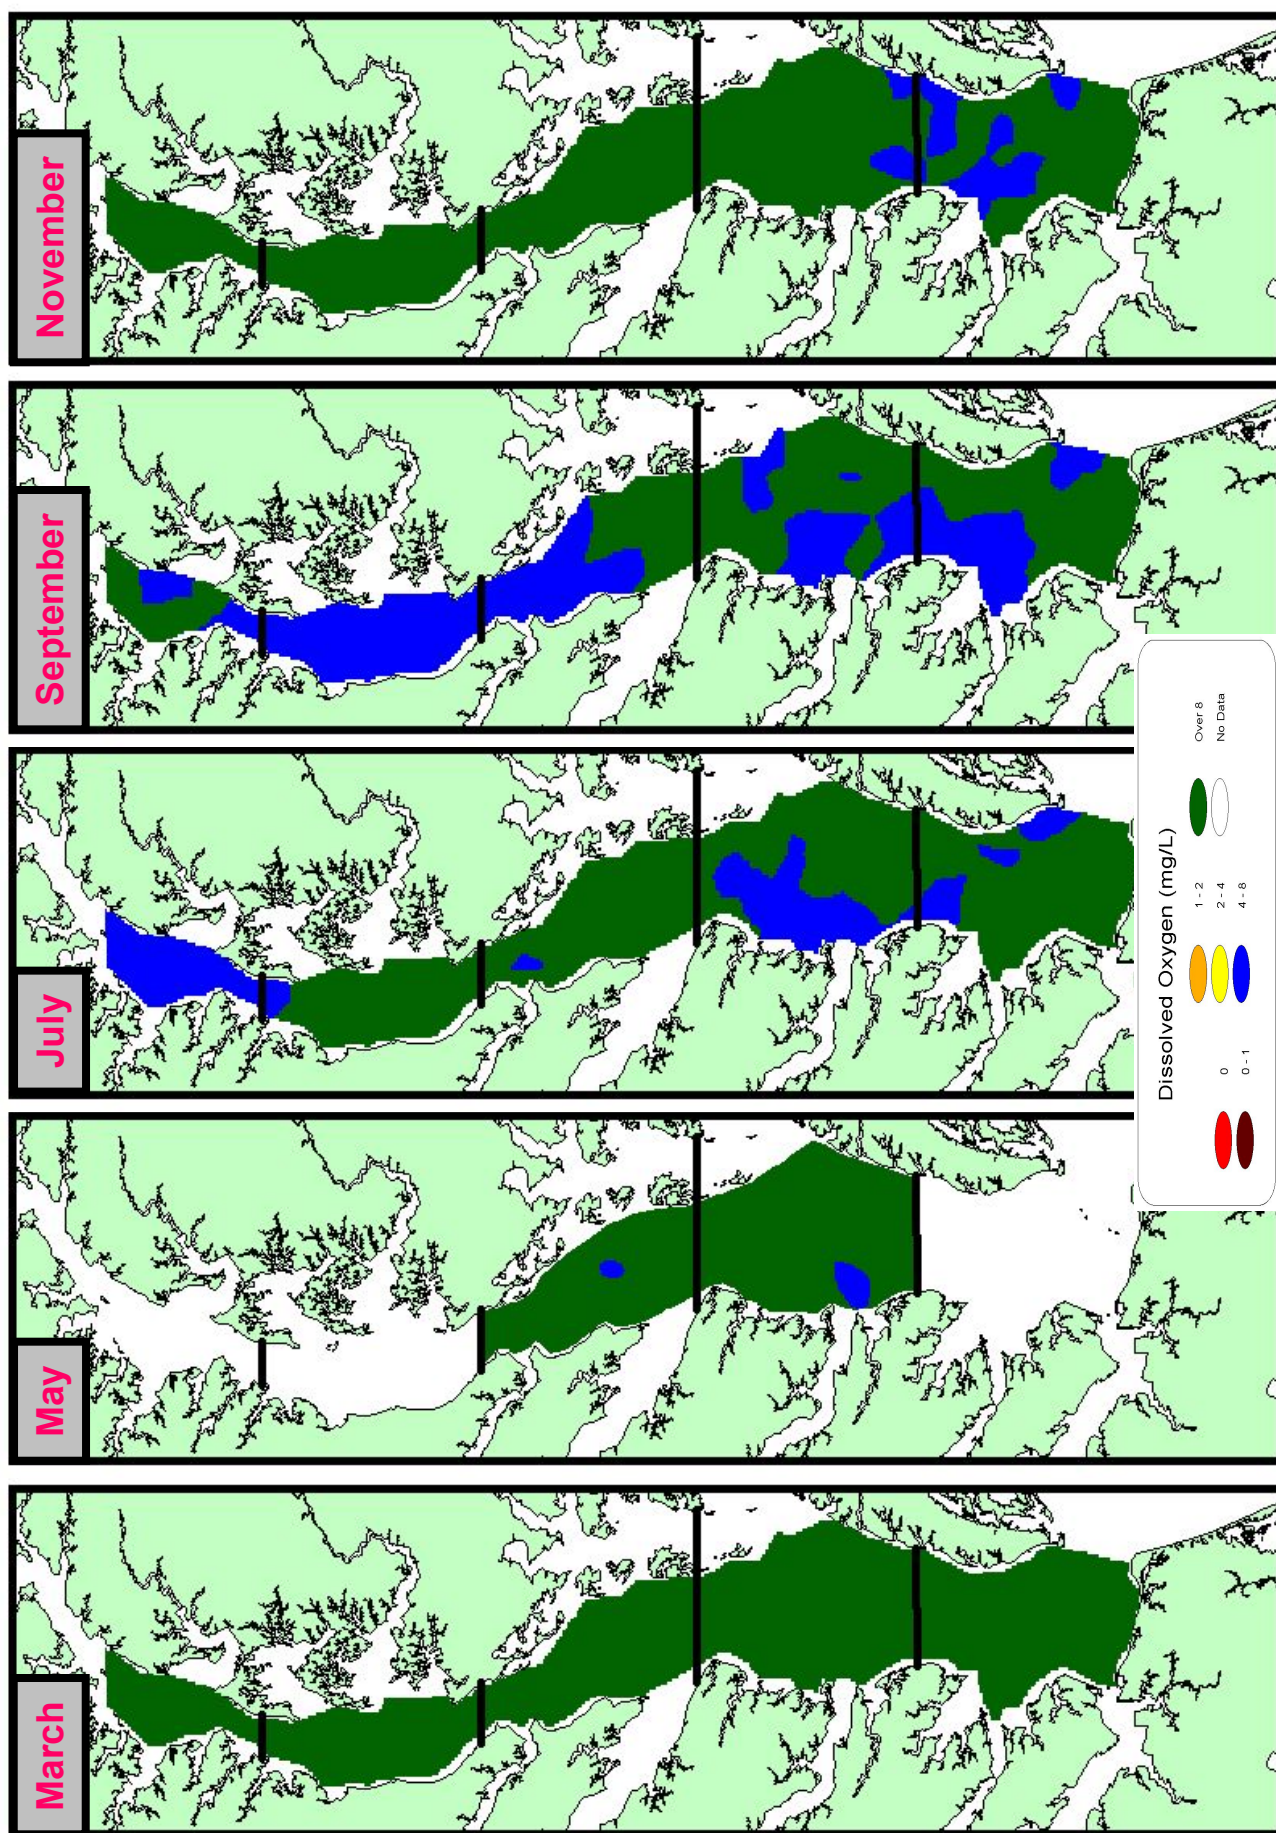 March
May
July
September
November
Dissolved Oxygen (mg/L)
0
0 - 1
1 - 2
2 - 4
4 - 8
Over 8
No Data